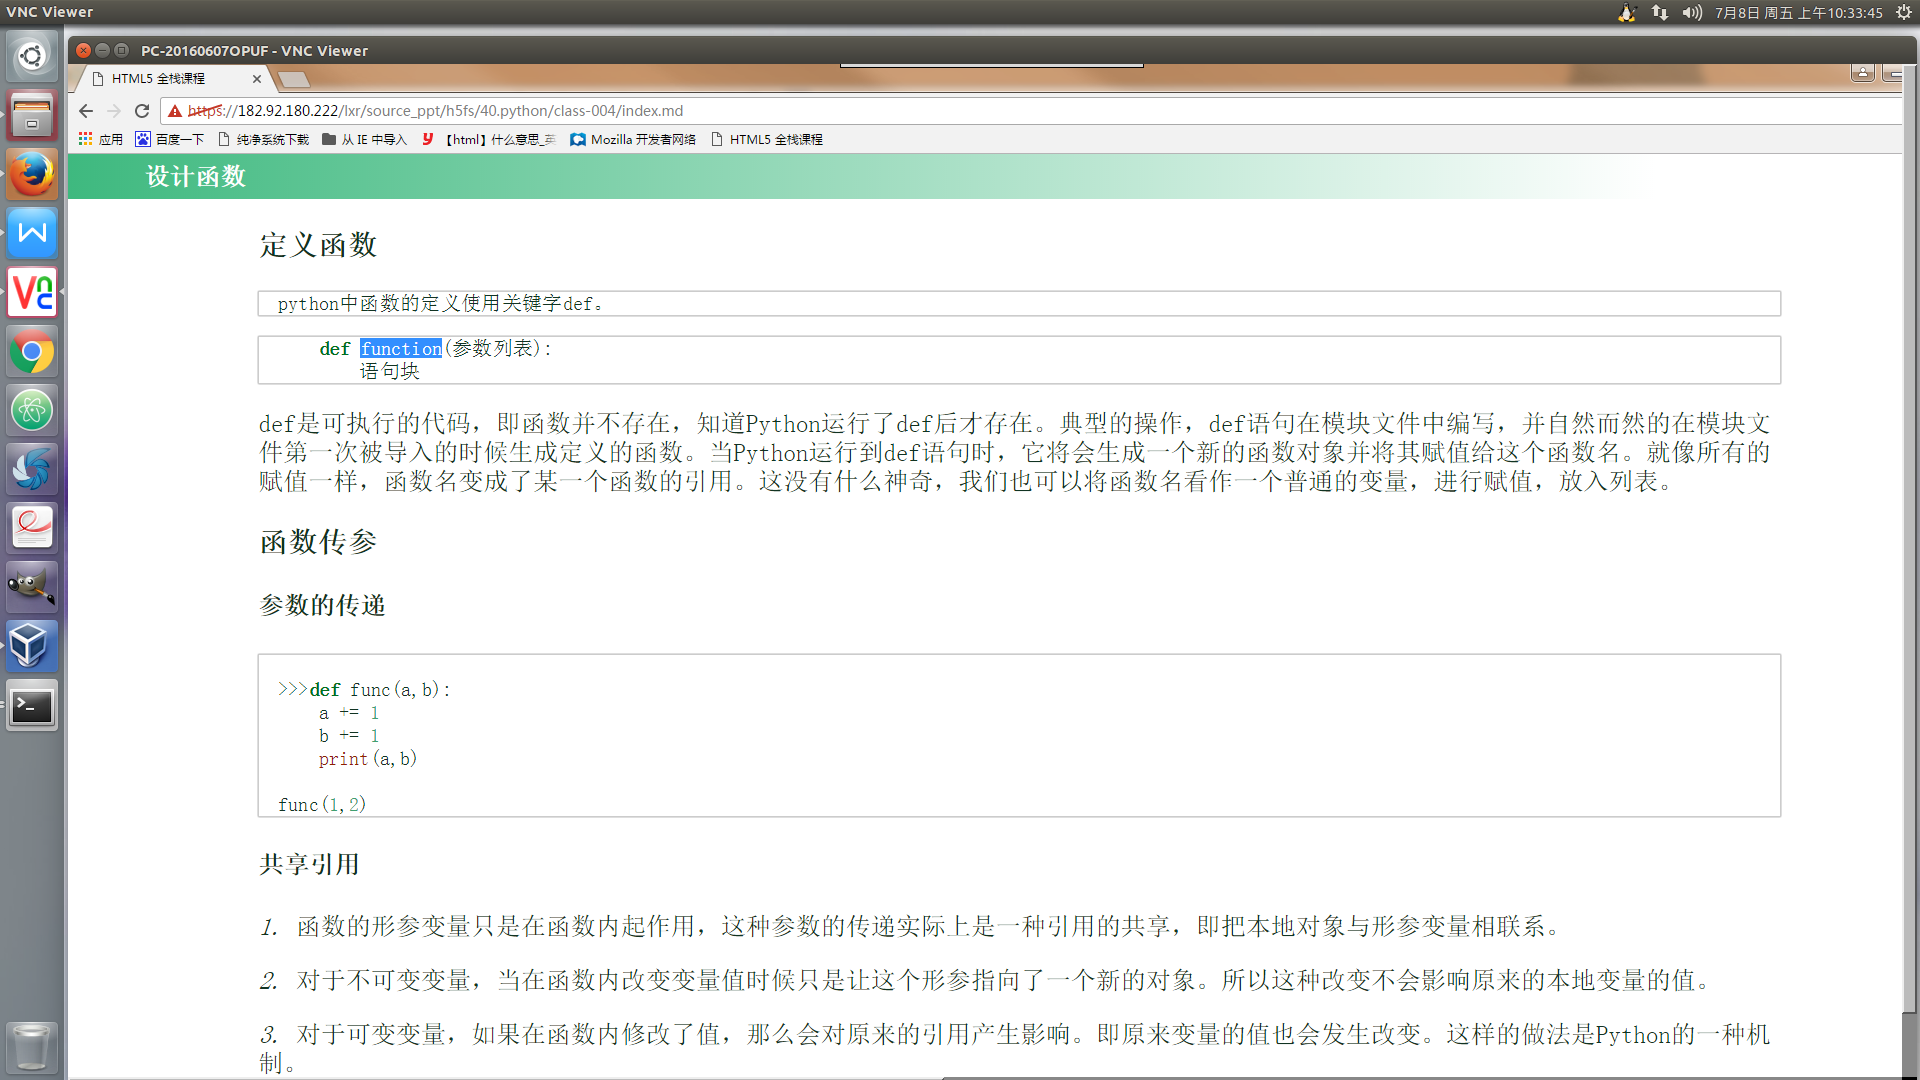 VNC Viewer
7月8日 周五 上午10:33:45
PC-20160607OPUF - VNC Viewer
HTML5 全栈课程
https://182.92.180.222/lxr/source_ppt/h5fs/40.python/class-004/index.md
应用 百度一下 纯净系统下载 从 IE 中导入 【html】什么意思_英 Mozilla 开发者网络 HTML5 全栈课程
设计函数
定义函数
python中函数的定义使用关键字def。
def function(参数列表):
语句块
def是可执行的代码，即函数并不存在，知道Python运行了def后才存在。典型的操作，def语句在模块文件中编写，并自然而然的在模块文
件第一次被导入的时候生成定义的函数。当Python运行到def语句时，它将会生成一个新的函数对象并将其赋值给这个函数名。就像所有的
赋值一样，函数名变成了某一个函数的引用。这没有什么神奇，我们也可以将函数名看作一个普通的变量，进行赋值，放入列表。
函数传参
参数的传递
>>>def func(a,b):
a += 1
b += 1
print(a,b)
func(1,2)
共享引用
1. 函数的形参变量只是在函数内起作用，这种参数的传递实际上是一种引用的共享，即把本地对象与形参变量相联系。
2. 对于不可变变量，当在函数内改变变量值时候只是让这个形参指向了一个新的对象。所以这种改变不会影响原来的本地变量的值。
3. 对于可变变量，如果在函数内修改了值，那么会对原来的引用产生影响。即原来变量的值也会发生改变。这样的做法是Python的一种机
制。